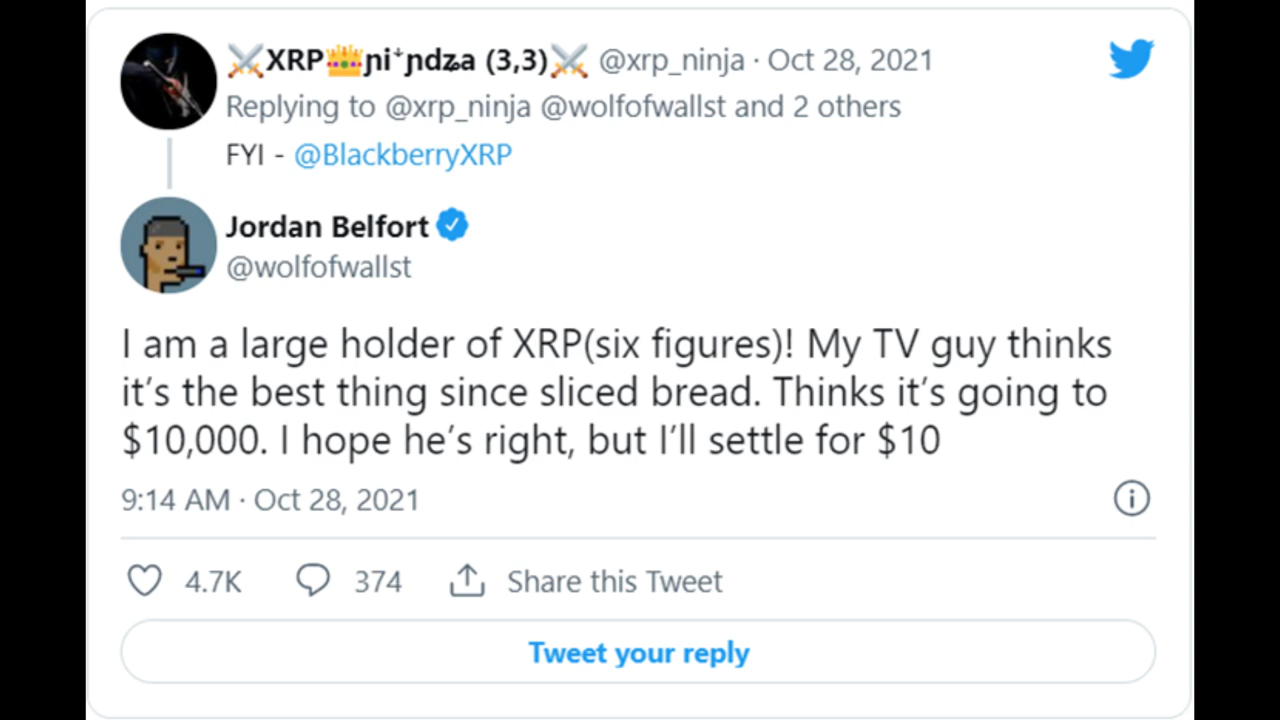 ⚔️XRP👑ɲi⁺ɲdʑa (3,3)⚔️ @xrp_ninja · Oct 28, 2021
Replying to @xrp_ninja @wolfofwallst and 2 others
FYI - @BlackberryXRP
Jordan Belfort
@wolfofwallst
I am a large holder of XRP(six figures)! My TV guy thinks
it’s the best thing since sliced bread. Thinks it’s going to
$10,000. I hope he’s right, but I’ll settle for $10
9:14 AM · Oct 28, 2021
4.7K 374 Share this Tweet
Tweet your reply